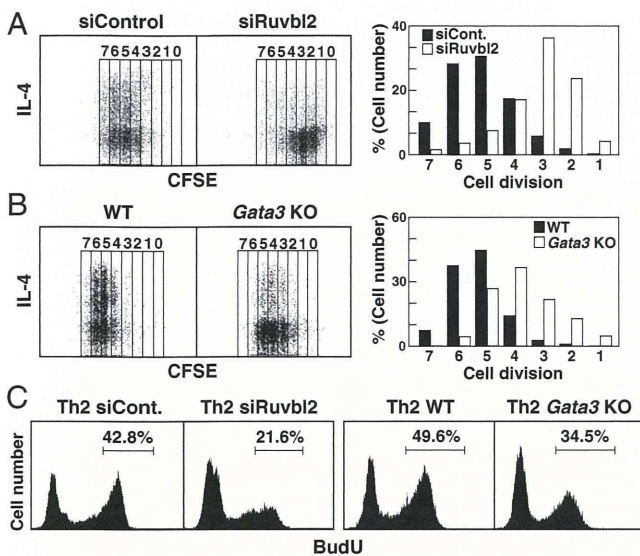 A
siControl
siRuvbl2
76543210
76543210
IL-4
CFSE
40
20
0
% (Cell number)
siCont.
siRuvbl2
7 6 5 4 3 2 1
Cell division
B
WT
Gata3 KO
76543210
76543210
IL-4
CFSE
60
30
0
% (Cell number)
WT
Gata3 KO
7 6 5 4 3 2 1
Cell division
C
Th2 siCont.
Th2 siRuvbl2
Th2 WT
Th2 Gata3 KO
42.8%
21.6%
49.6%
34.5%
Cell number
BudU